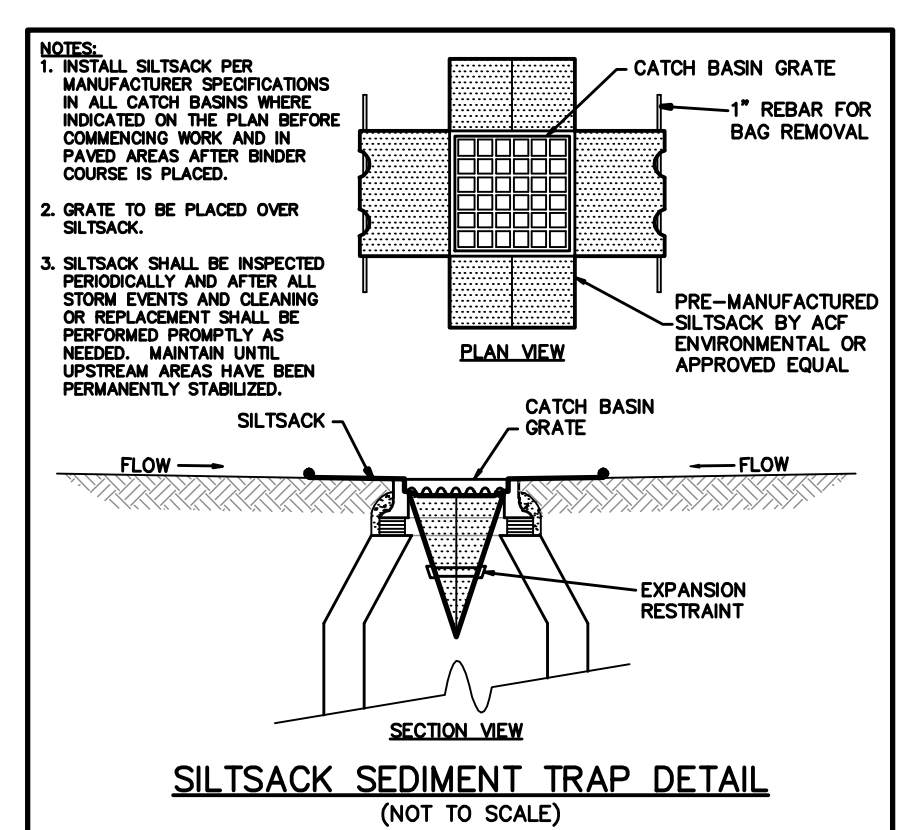 NOTES:
1. INSTALL SILTSACK PER
MANUFACTURER SPECIFICATIONS
IN ALL CATCH BASINS WHERE
INDICATED ON THE PLAN BEFORE
COMMENCING WORK AND IN
PAVED AREAS AFTER BINDER
COURSE IS PLACED.
2. GRATE TO BE PLACED OVER
SILTSACK.
3. SILTSACK SHALL BE INSPECTED
PERIODICALLY AND AFTER ALL
STORM EVENTS AND CLEANING
OR REPLACEMENT SHALL BE
PERFORMED PROMPTLY AS
NEEDED. MAINTAIN UNTIL
UPSTREAM AREAS HAVE BEEN
PERMANENTLY STABILIZED.
CATCH BASIN GRATE
1" REBAR FOR
BAG REMOVAL
PRE-MANUFACTURED
SILTSACK BY ACF
ENVIRONMENTAL OR
APPROVED EQUAL
PLAN VIEW
SILTSACK
CATCH BASIN
GRATE
FLOW
FLOW
EXPANSION
RESTRAINT
SECTION VIEW
SILTSACK SEDIMENT TRAP DETAIL
(NOT TO SCALE)